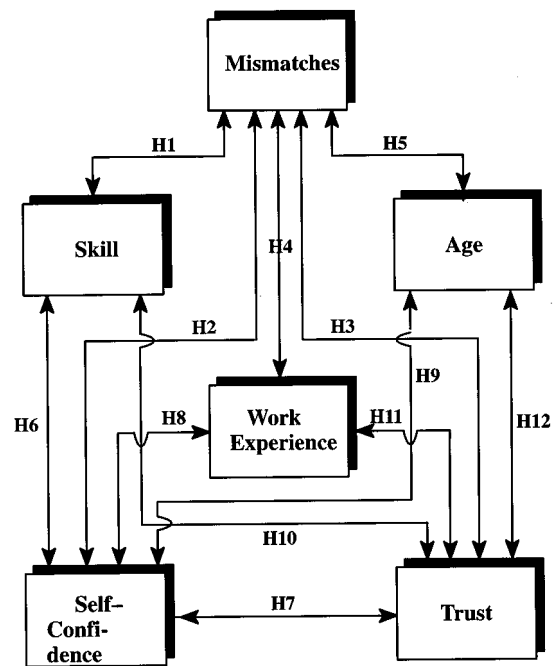 Mismatches
H1
H5
Skill
Age
H4
H2
H3
H9
H6
H8
Work
Experience
H11
H12
H10
Self–
Confi-
dence
H7
Trust